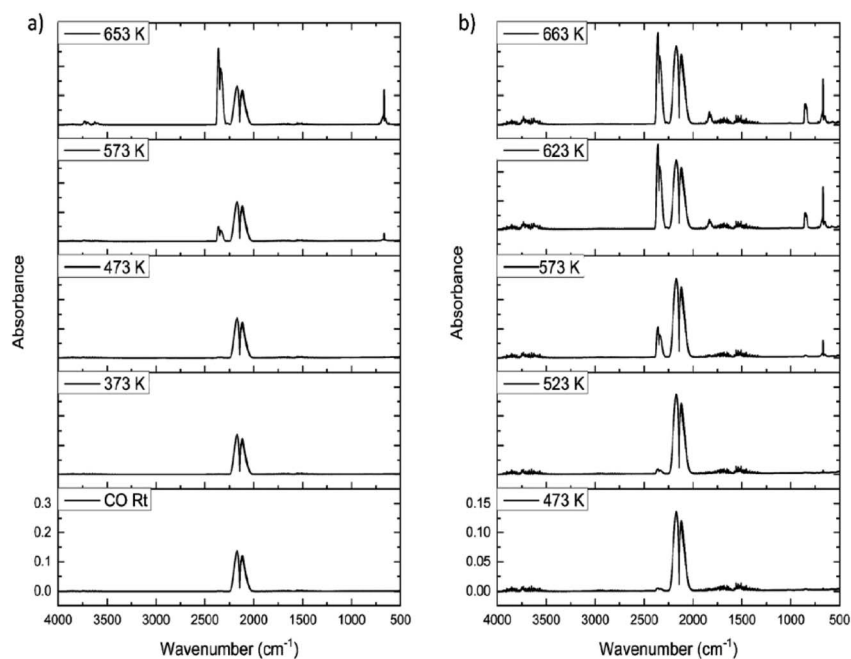 a)
653 K
573 K
473 K
373 K
CO Rt
0.3
0.2
0.1
0.0
Absorbance
4000 3500 3000 2500 2000 1500 1000 500
Wavenumber (cm-1)
b)
663 K
623 K
573 K
523 K
473 K
0.15
0.10
0.05
0.00
Absorbance
4000 3500 3000 2500 2000 1500 1000 500
Wavenumber (cm-1)